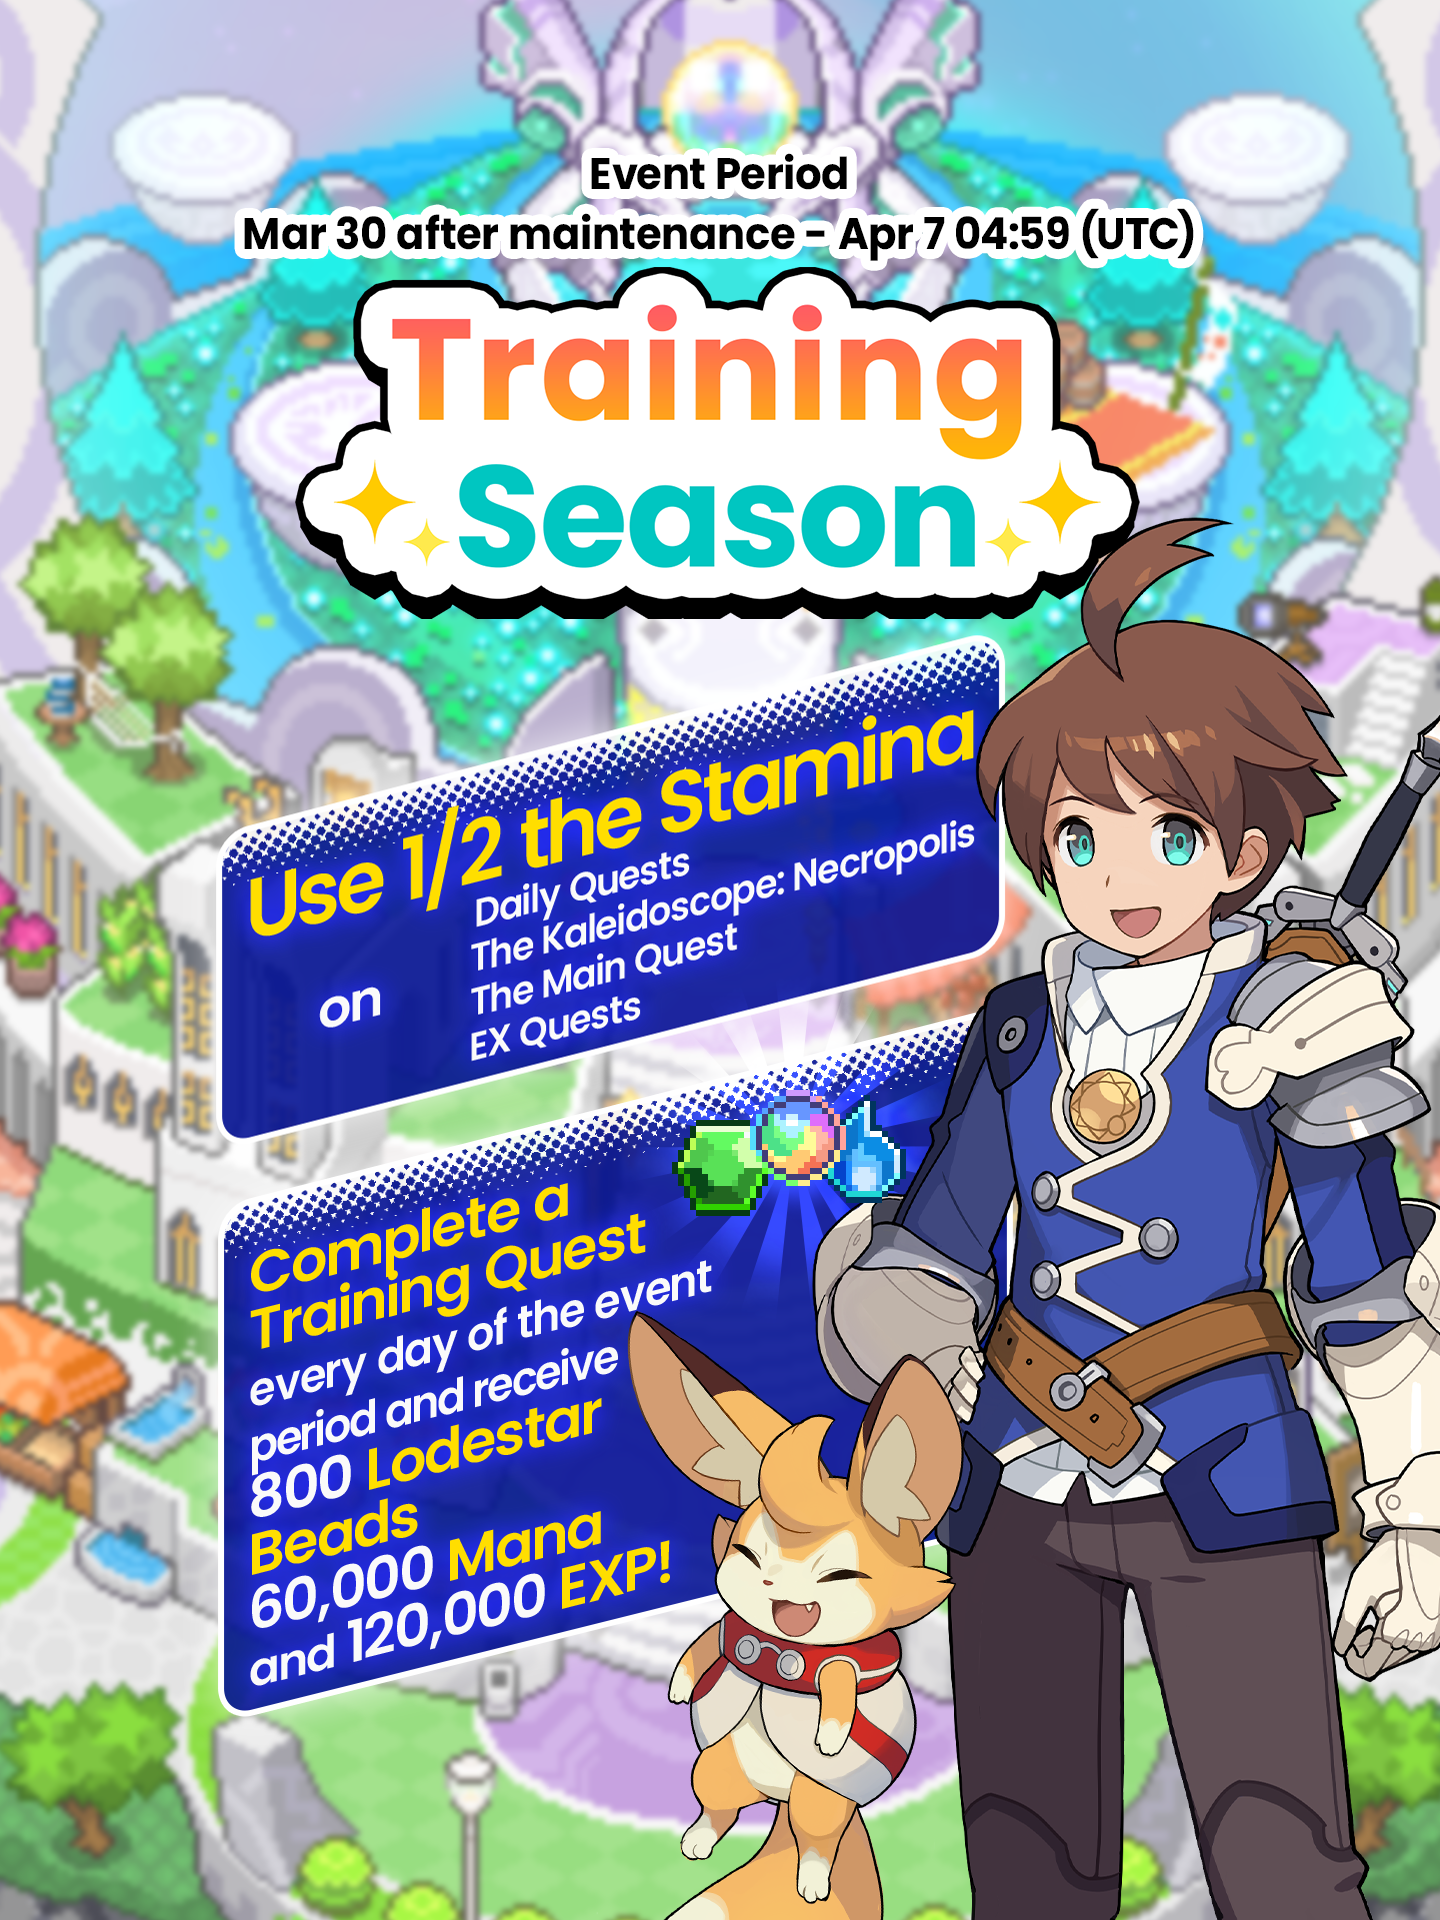 Event Period
Mar 30 after maintenance - Apr 7 04:59 (UTC)
Training
Season
Use 1/2 the Stamina
on
Daily Quests
The Kaleidoscope: Necropolis
The Main Quest
EX Quests
Complete a
Training Quest
every day of the event
period and receive
800 Lodestar
Beads
60,000 Mana
and 120,000 EXP!